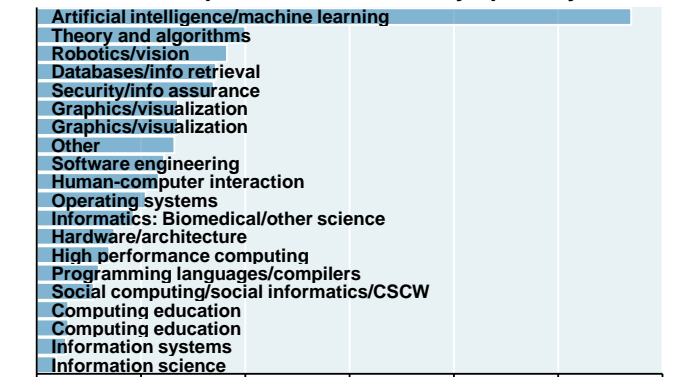 Artificial intelligence/machine learning
Theory and algorithms
Robotics/vision
Databases/info retrieval
Security/info assurance
Graphics/visualization
Graphics/visualization
Other
Software engineering
Human-computer interaction
Operating systems
Informatics: Biomedical/other science
Hardware/architecture
High performance computing
Programming languages/compilers
Social computing/social informatics/CSCW
Computing education
Computing education
Information systems
Information science